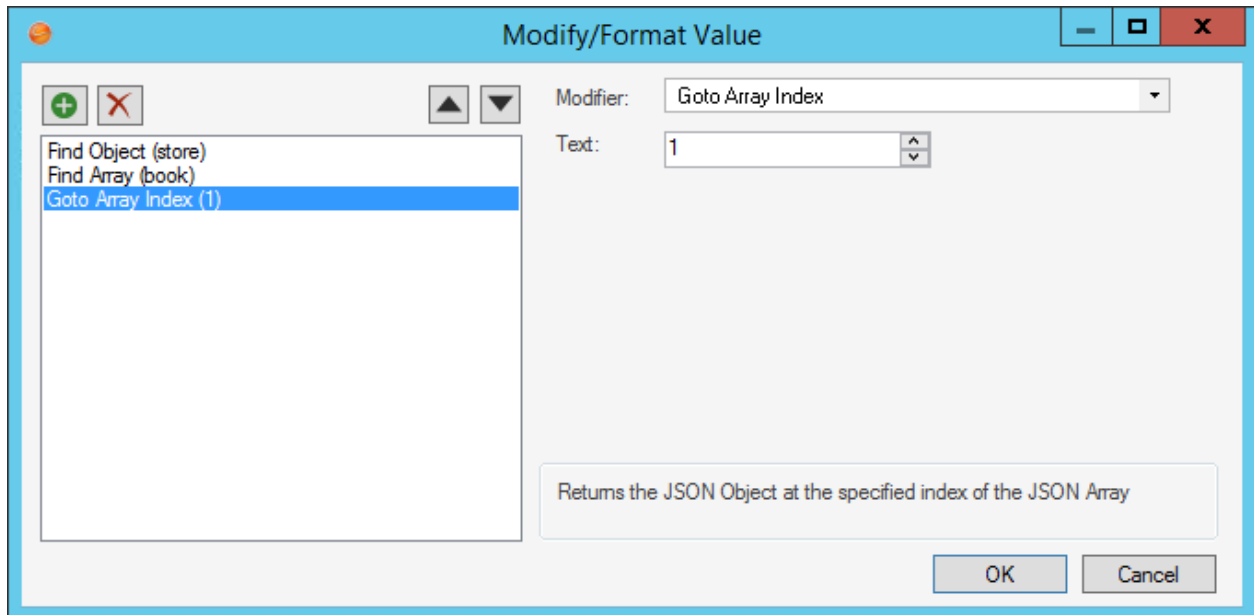 Modify/Format Value
Modifier: Goto Array Index
Text: 1
Find Object (store)
Find Array (book)
Goto Array Index (1)
Returns the JSON Object at the specified index of the JSON Array
OK Cancel